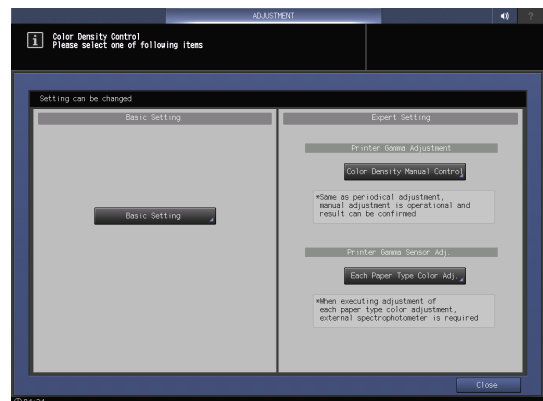 ADJUSTMENT
?
i
Color Density Control
Please select one of following items
Setting can be changed
Basic Setting
Basic Setting
Expert Setting
Printer Gamma Adjustment
Color Density Manual Control
*Same as periodical adjustment,
manual adjustment is operational and
result can be confirmed
Printer Gamma Sensor Adj.
Each Paper Type Color Adj.
*When executing adjustment of
each paper type color adjustment,
external spectrophotometer is required
Close